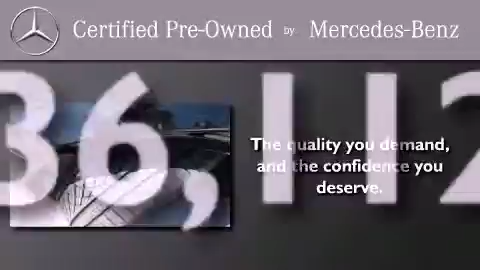 Certified Pre-Owned by Mercedes-Benz
36,112
The quality you demand,
and the confidence you
deserve.